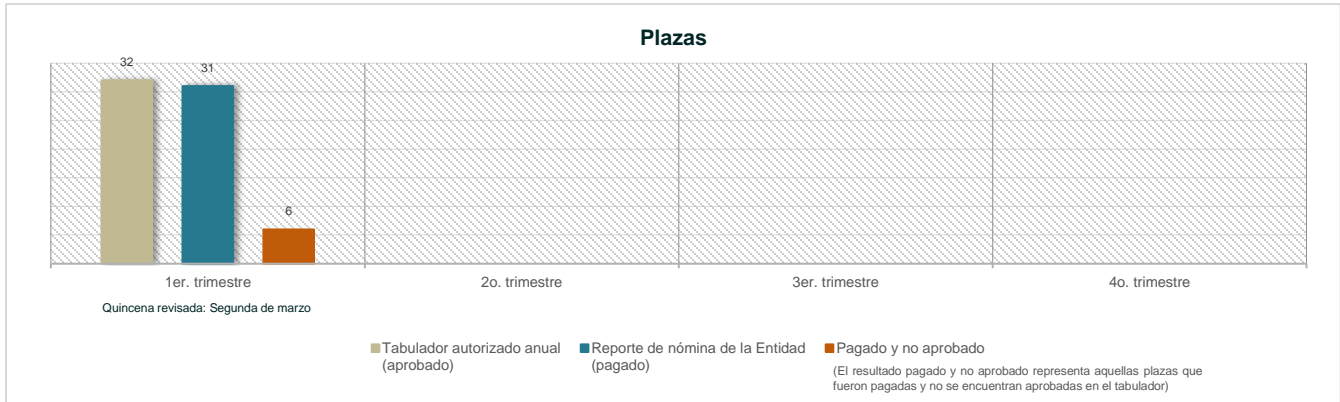 Plazas
32
31
6
1er. trimestre
2o. trimestre
3er. trimestre
4o. trimestre
Quincena revisada: Segunda de marzo
Tabulador autorizado anual
(aprobado)
Reporte de nómina de la Entidad
(pagado)
Pagado y no aprobado
(El resultado pagado y no aprobado representa aquellas plazas que
fueron pagadas y no se encuentran aprobadas en el tabulador)